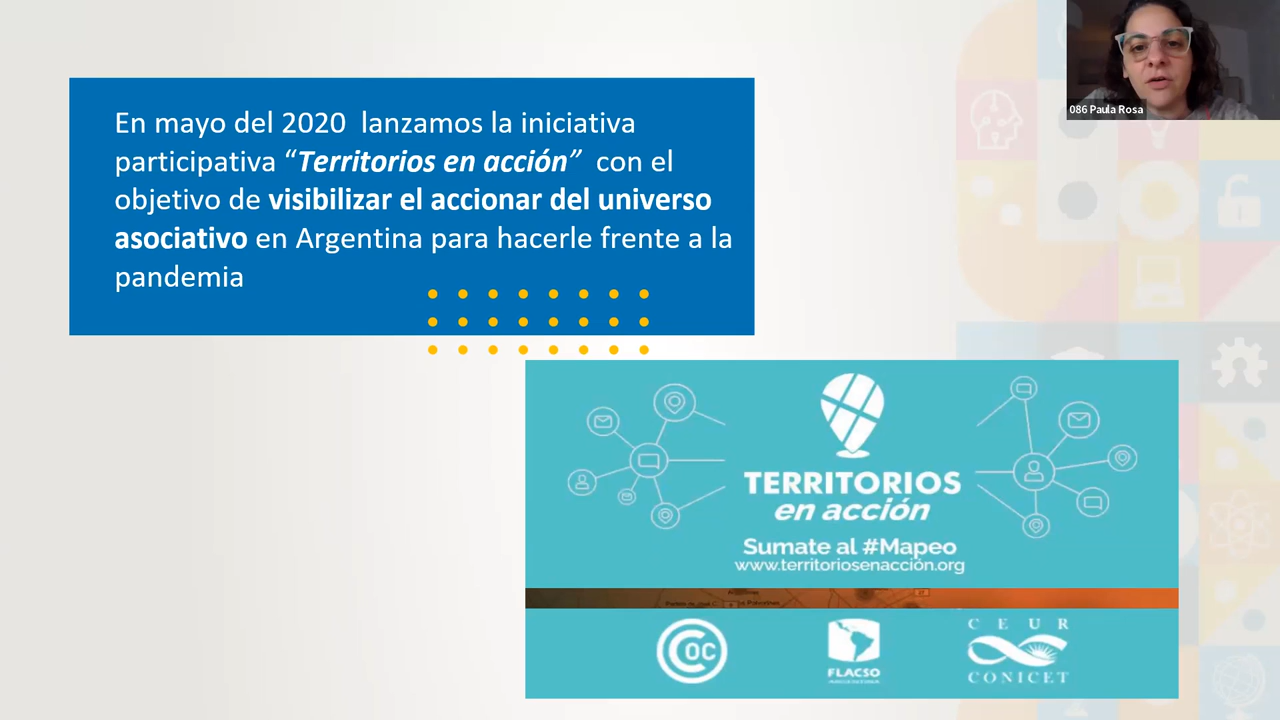 086 Paula Rosa
En mayo del 2020 lanzamos la iniciativa
participativa “Territorios en acción” con el
objetivo de visibilizar el accionar del universo
asociativo en Argentina para hacerle frente a la
pandemia
TERRITORIOS
en acción
Sumate al #Mapeo
www.territoriosenacción.org
COC
FLACSO
CEUR
CONICET